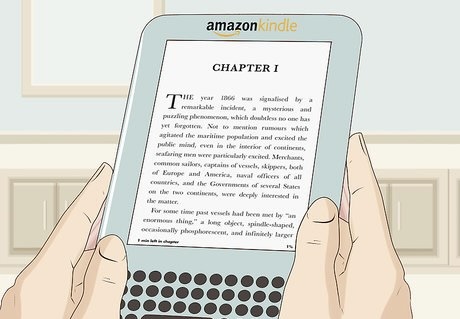 amazonkindle
CHAPTER I
THE year 1866 was signalised by a
remarkable incident, a mysterious and
puzzling phenomenon, which doubtless no one has
yet forgotten. Not to mention rumours which
agitated the maritime population and excited the
public mind, even in the interior of continents,
seafaring men were particularly excited. Merchants,
common sailors, captains of vessels, skippers, both
of Europe and America, naval officers of all
countries, and the Governments of several States
on the two continents, were deeply interested in
the matter.
For some time past vessels had been met by "an
enormous thing," a long object, spindle-shaped,
occasionally phosphorescent, and infinitely larger
1 min left in chapter 1%